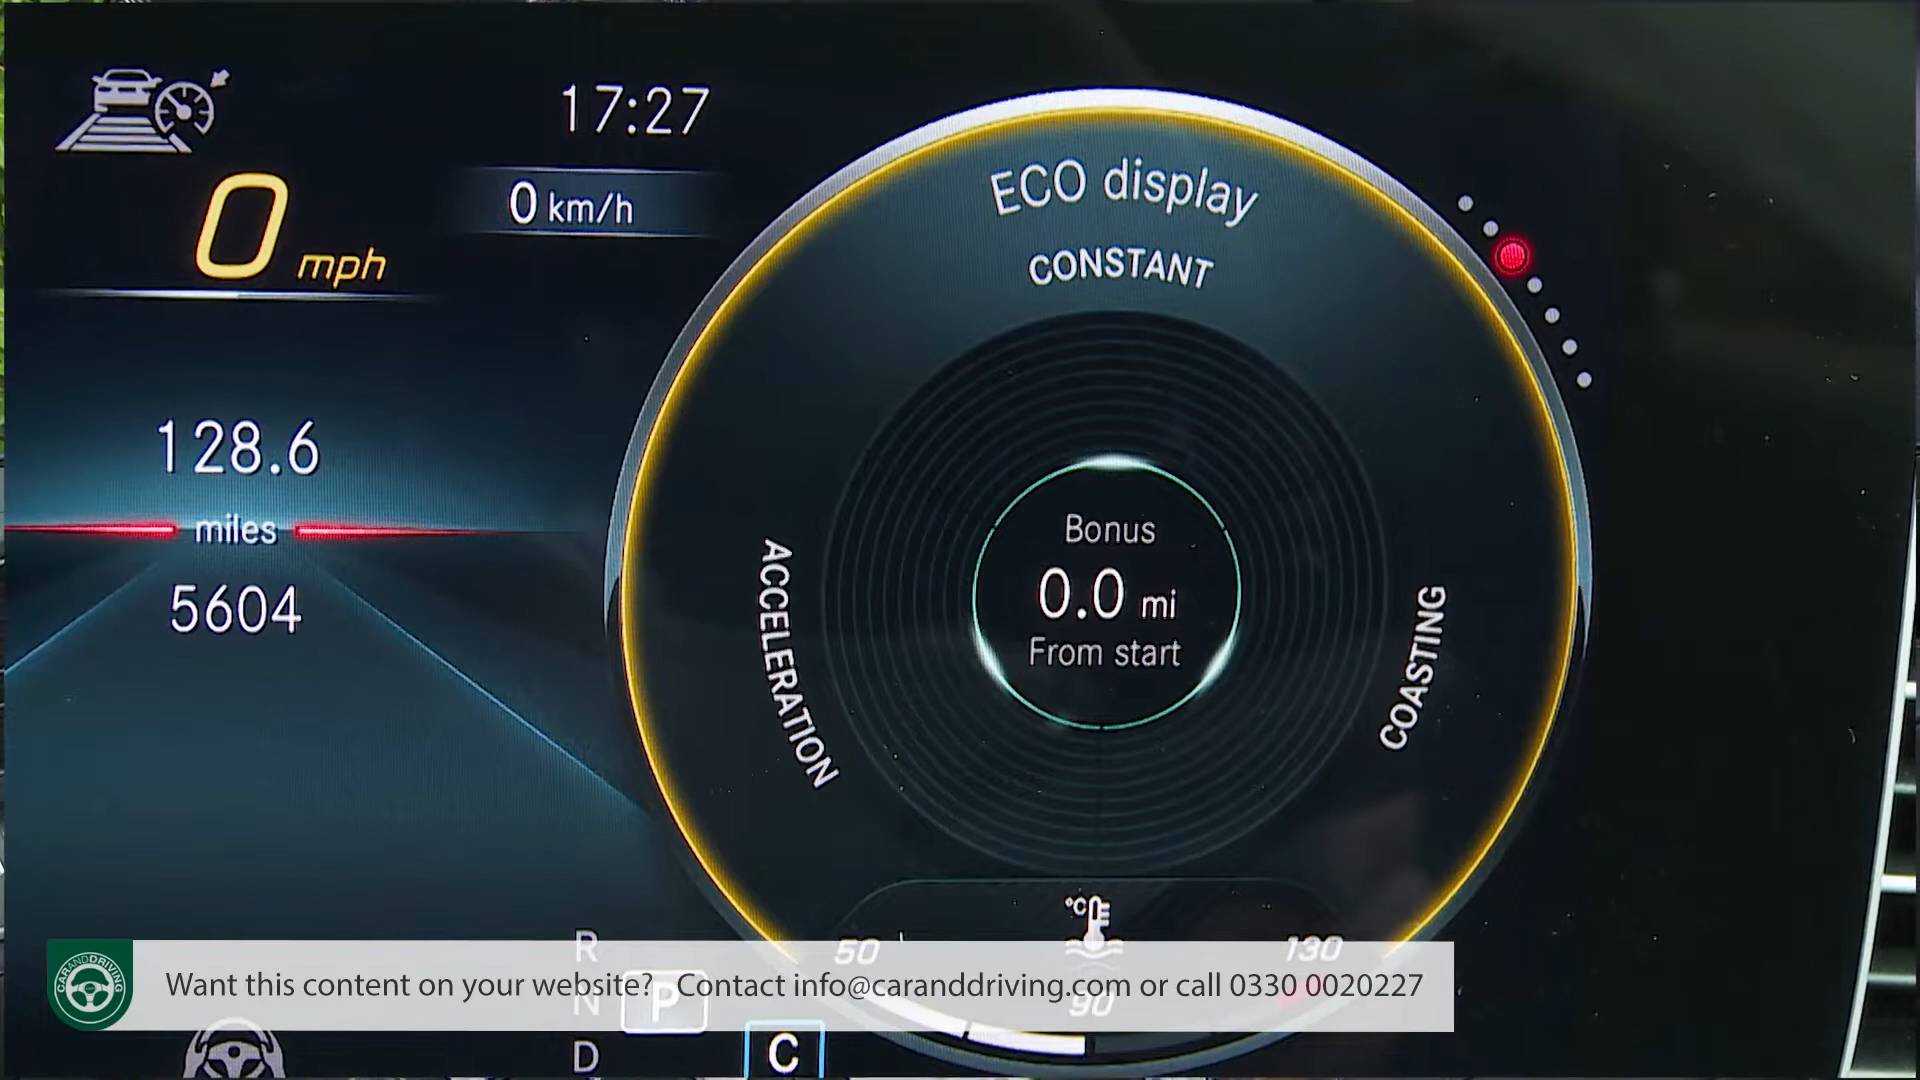 17:27
0 mph
0 km/h
128.6
miles
5604
ECO display
CONSTANT
ACCELERATION
COASTING
Bonus
0.0 mi
From start
°C
50
130
90
R
N
P
D
C
CARANDDRIVING
Want this content on your website? Contact info@caranddriving.com or call 0330 0020227